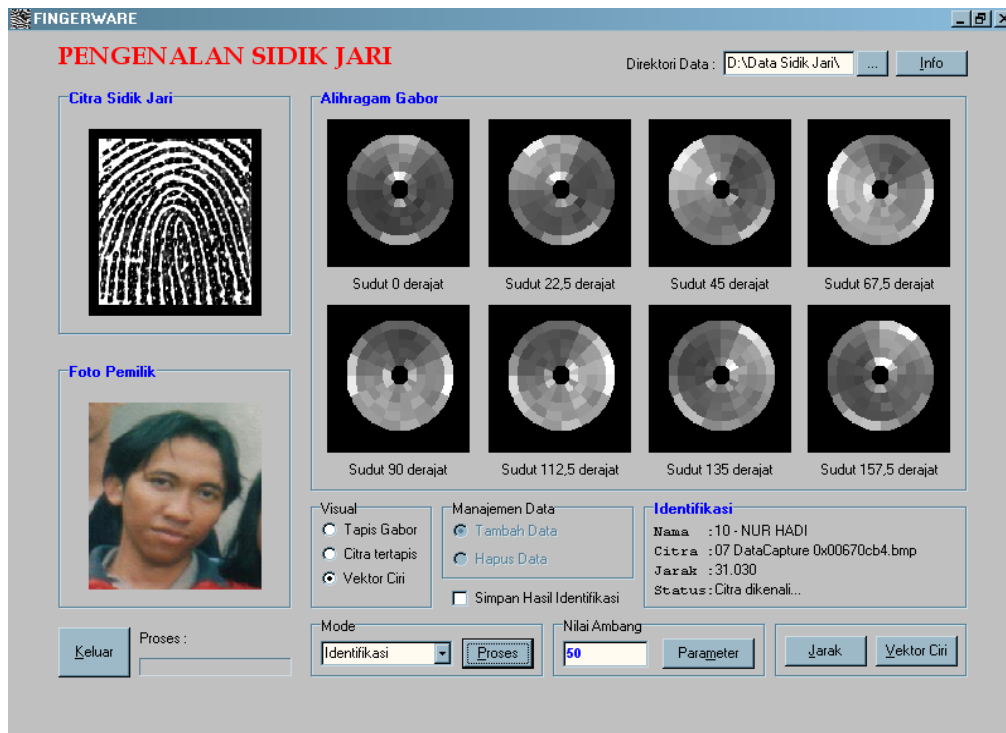 FINGERWARE
PENGENALAN SIDIK JARI
Direktori Data : D:\Data Sidik Jari\ ... Info
Citra Sidik Jari
Alihragam Gabor
Sudut 0 derajat
Sudut 22,5 derajat
Sudut 45 derajat
Sudut 67,5 derajat
Sudut 90 derajat
Sudut 112,5 derajat
Sudut 135 derajat
Sudut 157,5 derajat
Foto Pemilik
Visual
Tapis Gabor
Citra tertapis
Vektor Ciri
Manajemen Data
Tambah Data
Hapus Data
Simpan Hasil Identifikasi
Identifikasi
Nama :10 - NUR HADI
Citra :07 DataCapture 0x00670cb4.bmp
Jarak :31.030
Status:Citra dikenali...
Keluar
Proses :
Mode
Identifikasi
Proses
Nilai Ambang
50
Parameter
Jarak
Vektor Ciri